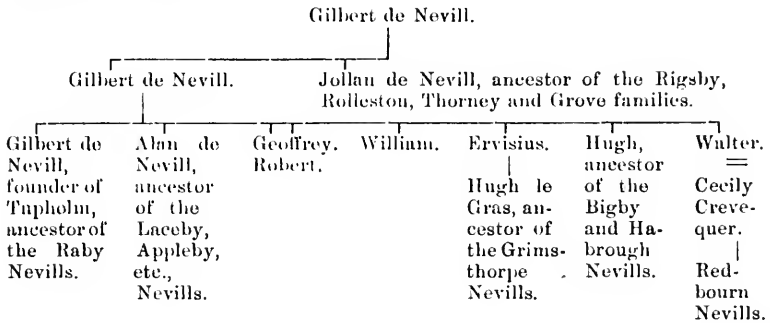 Gilbert de Nevill.
Gilbert de Nevill.
Jollan de Nevill, ancestor of the Rigsby,
Rolleston, Thorney and Grove families.
Gilbert de
Nevill,
founder of
Tupholm,
ancestor of
the Raby
Nevills.
Alan de
Nevill,
ancestor
of the
Laceby,
Appleby,
etc.,
Nevills.
Geoffrey.
Robert.
William.
Ervisius.
Hugh le
Gras, an-
cestor of
the Grims-
thorpe
Nevills.
Hugh,
ancestor
of the
Bigby
and Ha-
brough
Nevills.
Walter.
=
Cecily
Creve-
quer.
Red-
bourn
Nevills.